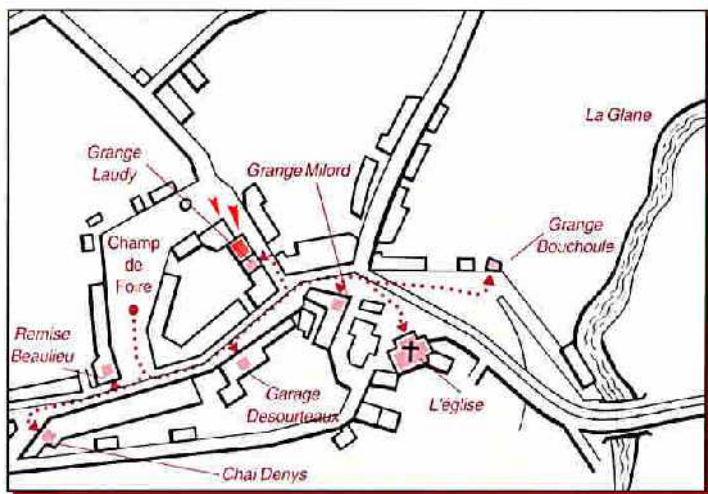 La Glane
Grange
Laudy
Grange Milord
Grange
Bouchoule
Champ
de
Foire
Remise
Beaulieu
Garage
Desourteaux
L'église
Chai Denys